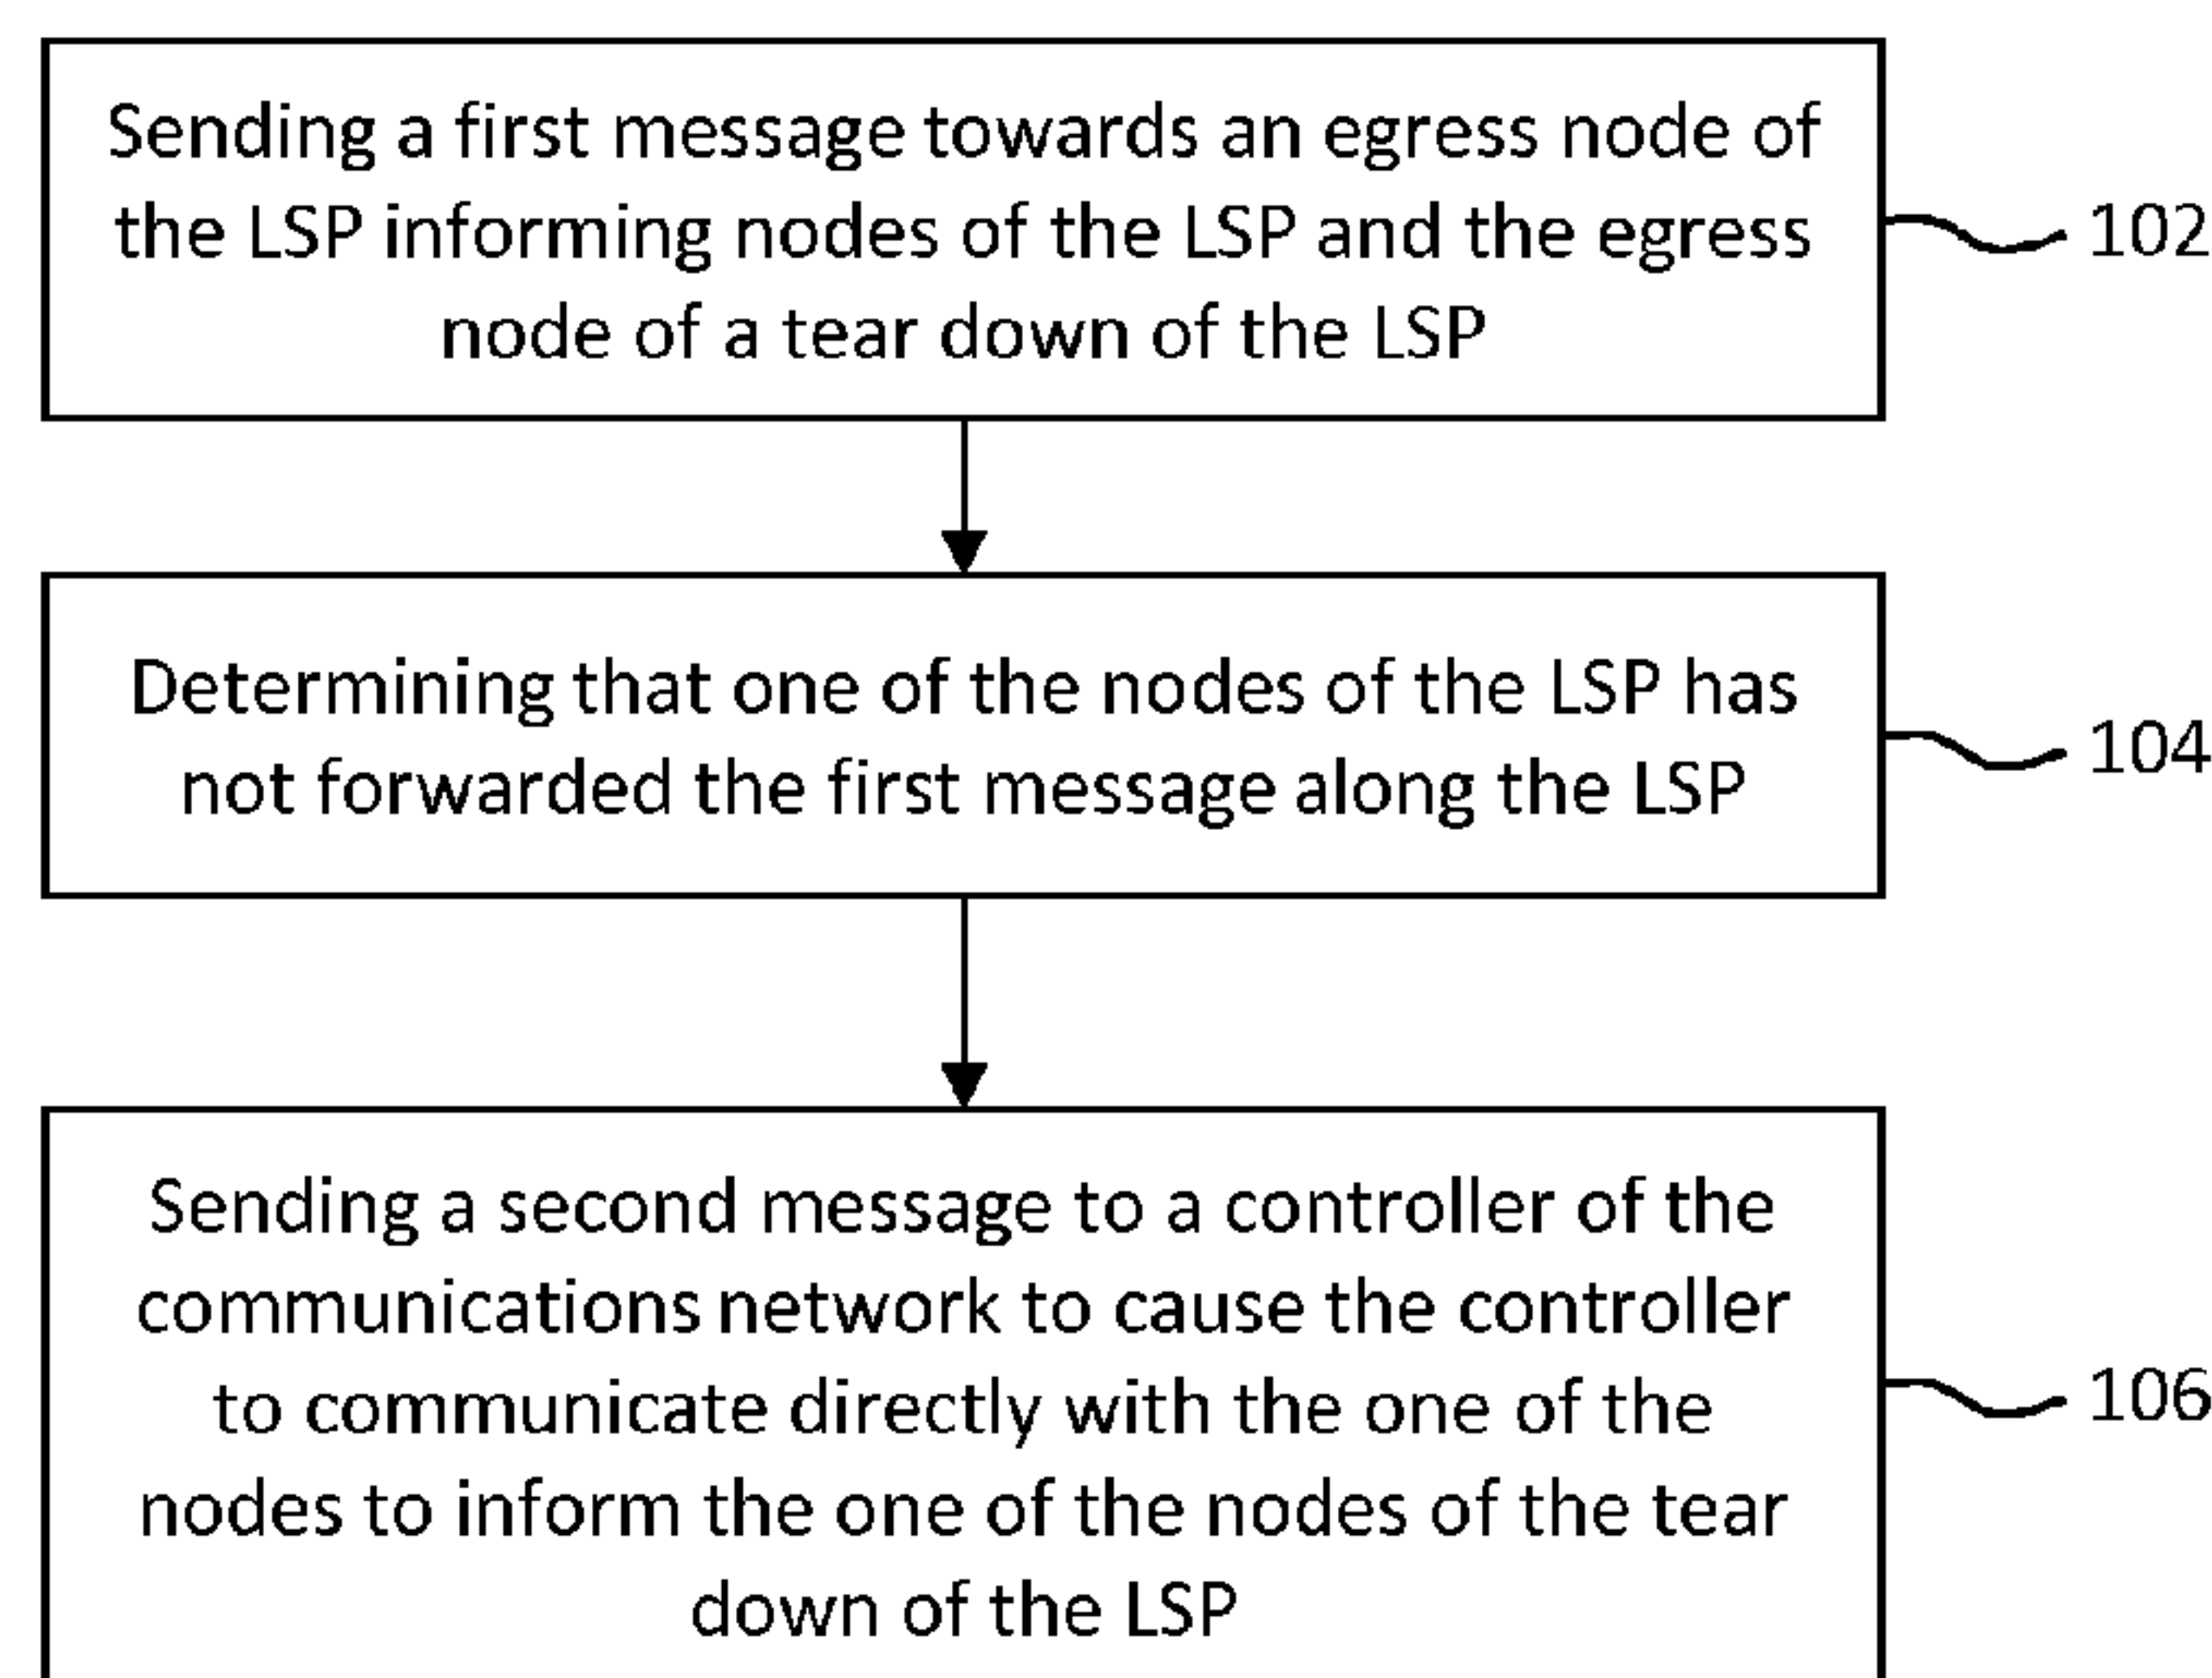 Sending a first message towards an egress node of
the LSP informing nodes of the LSP and the egress
node of a tear down of the LSP
102
Determining that one of the nodes of the LSP has
not forwarded the first message along the LSP
104
Sending a second message to a controller of the
communications network to cause the controller
to communicate directly with the one of the
nodes to inform the one of the nodes of the tear
down of the LSP
106